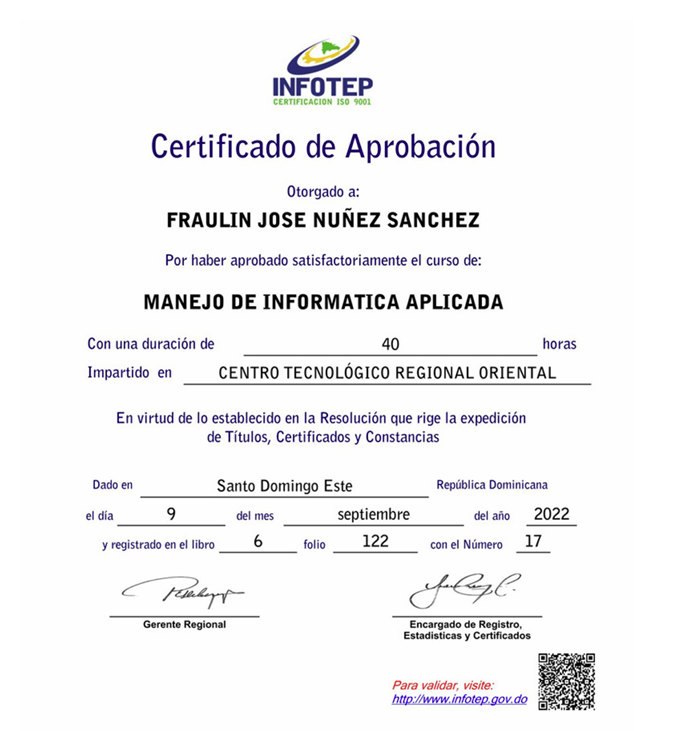 INFOTEP
CERTIFICACION ISO 9001
Certificado de Aprobación
Otorgado a:
FRAULIN JOSE NUÑEZ SANCHEZ
Por haber aprobado satisfactoriamente el curso de:
MANEJO DE INFORMATICA APLICADA
Con una duración de 40 horas
Impartido en CENTRO TECNOLÓGICO REGIONAL ORIENTAL
En virtud de lo establecido en la Resolución que rige la expedición
de Títulos, Certificados y Constancias
Dado en Santo Domingo Este República Dominicana
el día 9 del mes septiembre del año 2022
y registrado en el libro 6 folio 122 con el Número 17
Gerente Regional
Encargado de Registro,
Estadisticas y Certificados
Para validar, visite:
http://www.infotep.gov.do